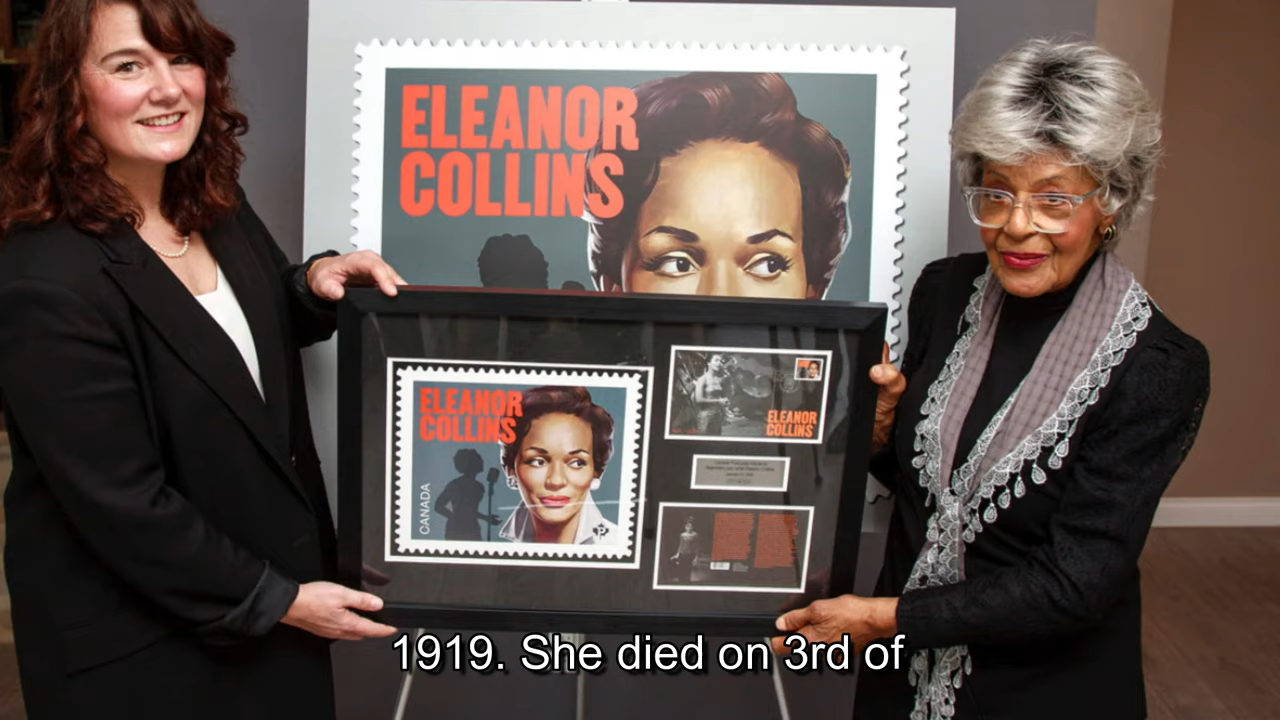 ELEANOR
COLLINS
ELEANOR
COLLINS
CANADA
P
ELEANOR
COLLINS
1919. She died on 3rd of